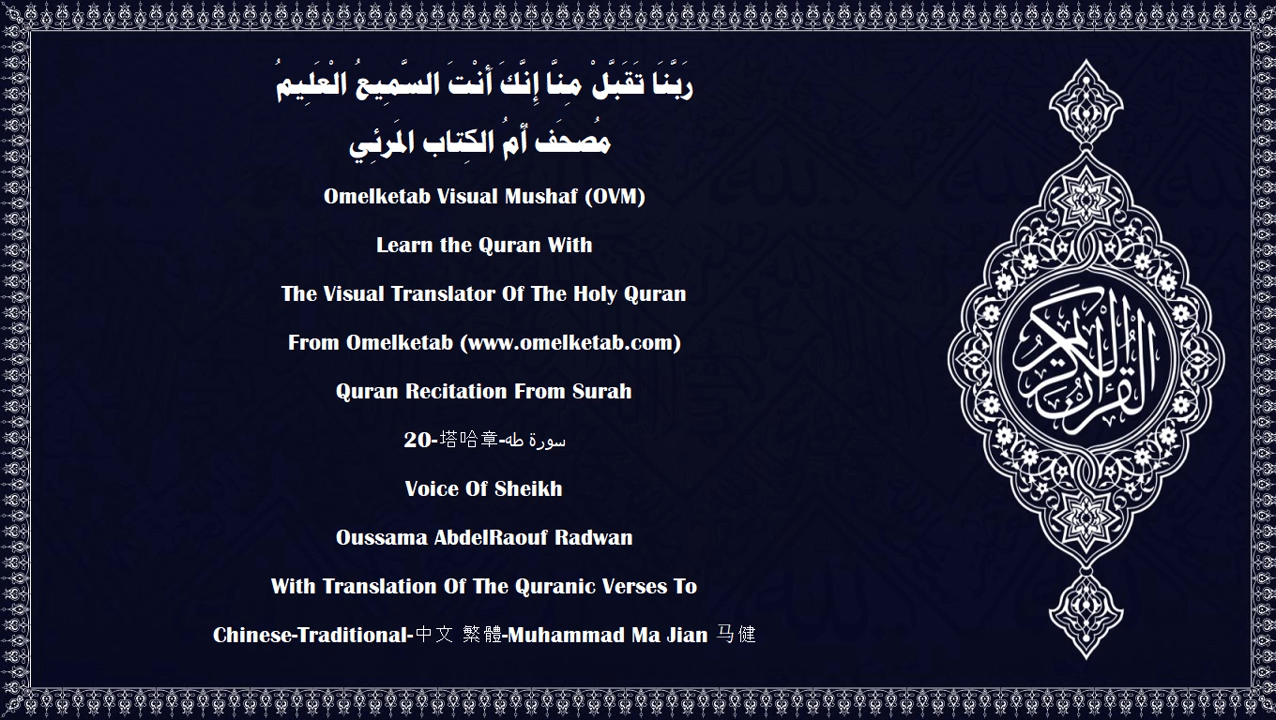 رَبَّنَا تَقَبَّلْ مِنَّا إِنَّكَ أَنْتَ السَّمِيعُ الْعَلِيمُ
مُصحَف أمُ الكِتاب المَرئِي
Omelketab Visual Mushaf (OVM)
Learn the Quran With
The Visual Translator Of The Holy Quran
From Omelketab (www.omelketab.com)
Quran Recitation From Surah
20-塔哈章-سورة طه
Voice Of Sheikh
Oussama AbdelRaouf Radwan
With Translation Of The Quranic Verses To
Chinese-Traditional-中文 繁體-Muhammad Ma Jian 马健
القرآن الكريم